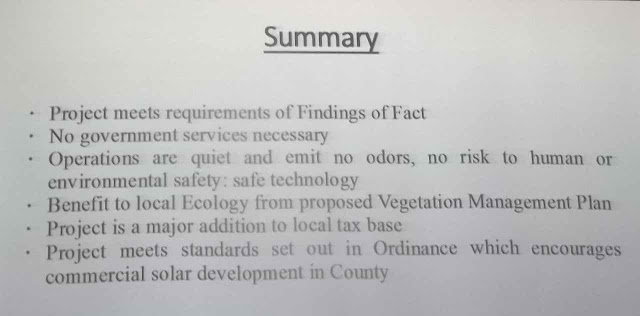 Summary
· Project meets requirements of Findings of Fact
· No government services necessary
· Operations are quiet and emit no odors, no risk to human or
environmental safety: safe technology
· Benefit to local Ecology from proposed Vegetation Management Plan
· Project is a major addition to local tax base
· Project meets standards set out in Ordinance which encourages
commercial solar development in County